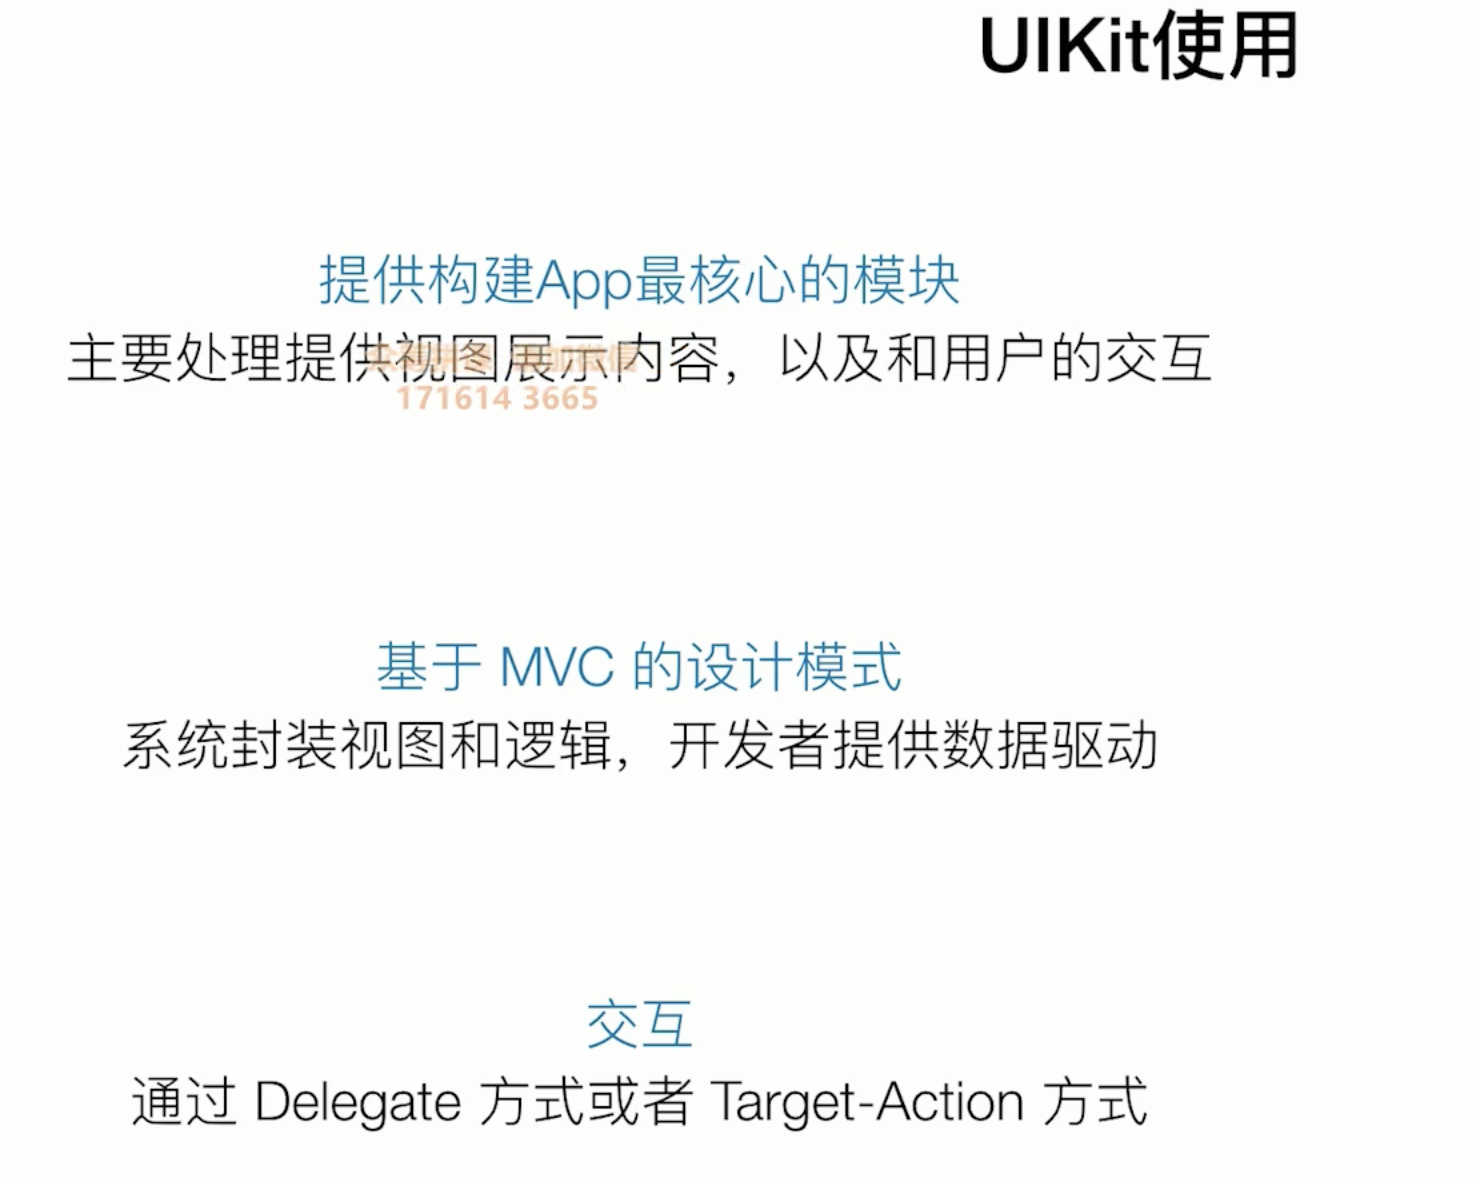 UIKit使用
提供构建App最核心的模块
主要处理提供视图展示内容，以及和用户的交互
171614 3665
基于 MVC 的设计模式
系统封装视图和逻辑，开发者提供数据驱动
交互
通过 Delegate 方式或者 Target-Action 方式